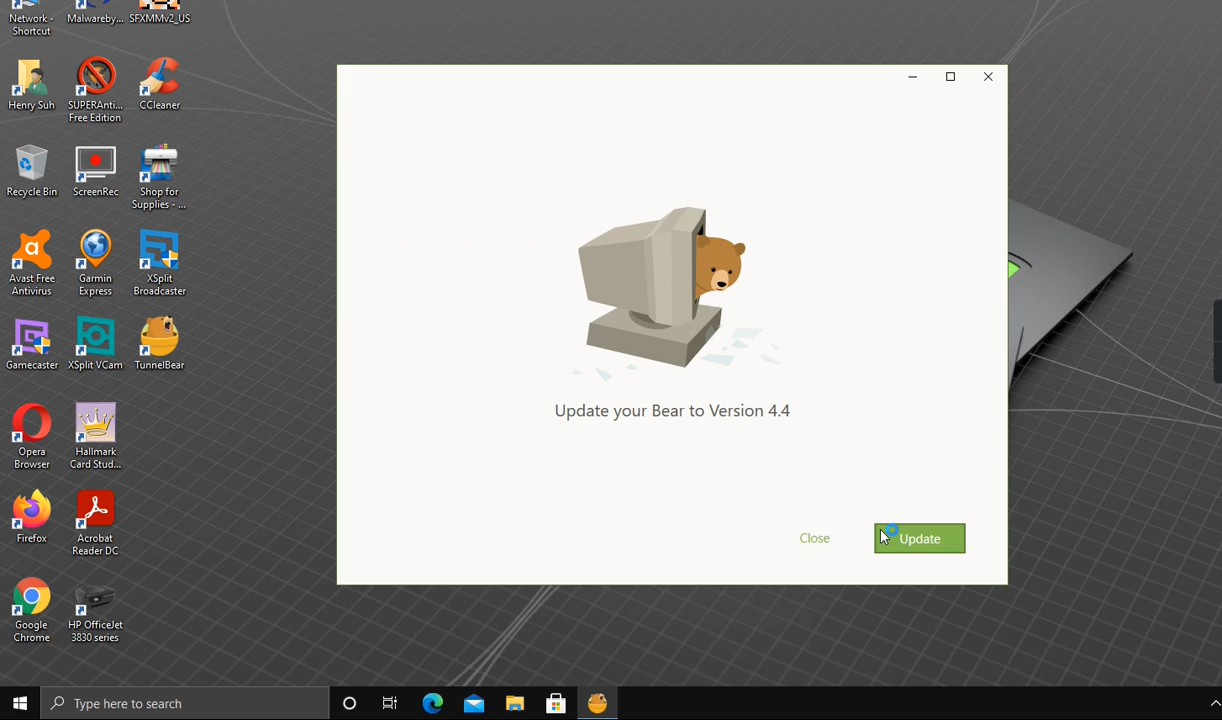 Network -
Shortcut
Malwareby...
SFXMMv2_US
Henry Suh
SUPERAnti...
Free Edition
CCleaner
Recycle Bin
ScreenRec
Shop for
Supplies - ...
Avast Free
Antivirus
Garmin
Express
XSplit
Broadcaster
Gamecaster
XSplit VCam
TunnelBear
Opera
Browser
Hallmark
Card Stud...
Firefox
Acrobat
Reader DC
Google
Chrome
HP OfficeJet
3830 series
Update your Bear to Version 4.4
Close
Update
Type here to search